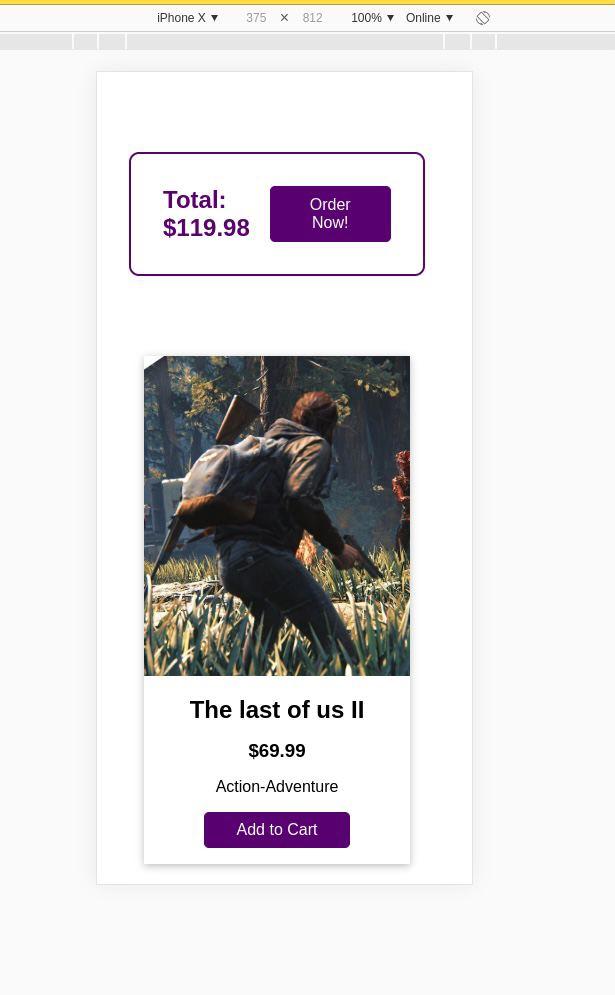 iPhone X ▼ 375 × 812 100% ▼ Online ▼
Total:
$119.98
Order
Now!
The last of us II
$69.99
Action-Adventure
Add to Cart